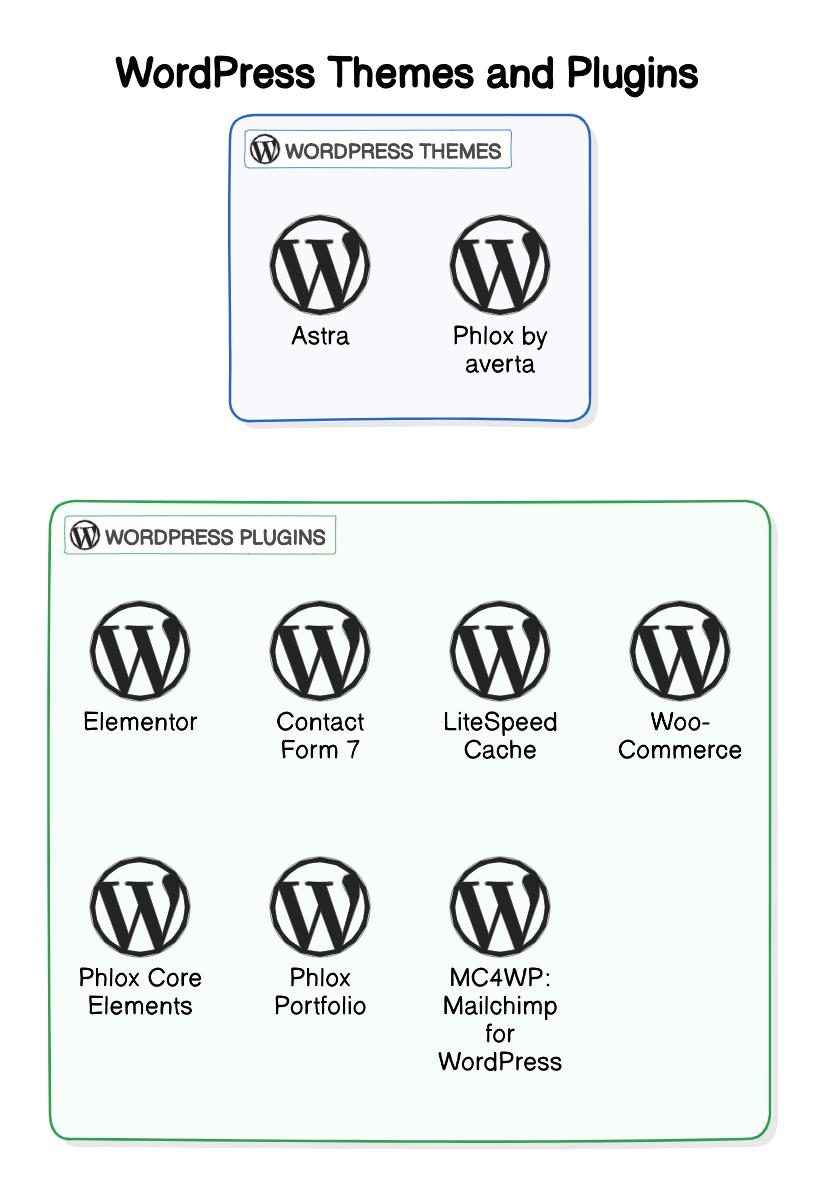 WordPress Themes and Plugins
WORDPRESS THEMES
Astra
Phlox by
averta
WORDPRESS PLUGINS
Elementor
Contact
Form 7
LiteSpeed
Cache
Woo-
Commerce
Phlox Core
Elements
Phlox
Portfolio
MC4WP:
Mailchimp
for
WordPress